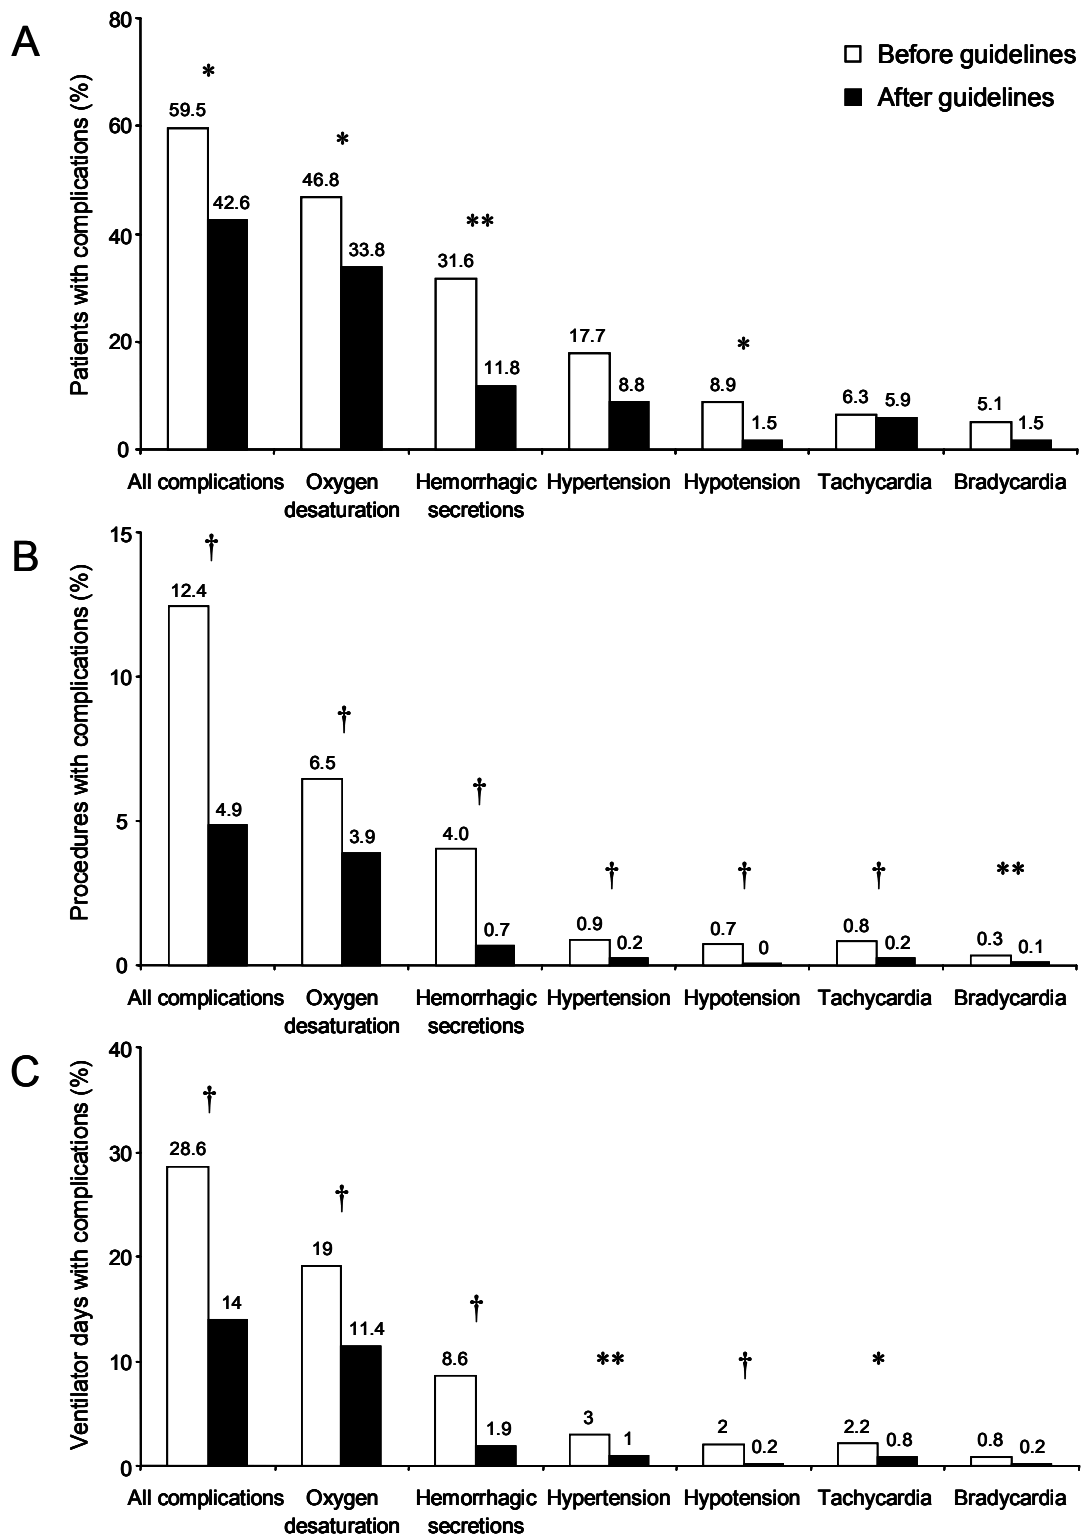 A
Patients with complications (%)
80
60
40
20
0
Before guidelines
After guidelines
*
59.5
42.6
*
46.8
33.8
**
31.6
11.8
17.7
8.8
*
8.9
1.5
6.3
5.9
5.1
1.5
All complications
Oxygen
desaturation
Hemorrhagic
secretions
Hypertension
Hypotension
Tachycardia
Bradycardia
B
Procedures with complications (%)
15
10
5
0
†
12.4
4.9
†
6.5
3.9
†
4.0
0.7
†
0.9
0.2
†
0.7
0
†
0.8
0.2
**
0.3
0.1
All complications
Oxygen
desaturation
Hemorrhagic
secretions
Hypertension
Hypotension
Tachycardia
Bradycardia
C
Ventilator days with complications (%)
40
30
20
10
0
†
28.6
14
†
19
11.4
†
8.6
1.9
**
3
1
†
2
0.2
*
2.2
0.8
0.8
0.2
All complications
Oxygen
desaturation
Hemorrhagic
secretions
Hypertension
Hypotension
Tachycardia
Bradycardia